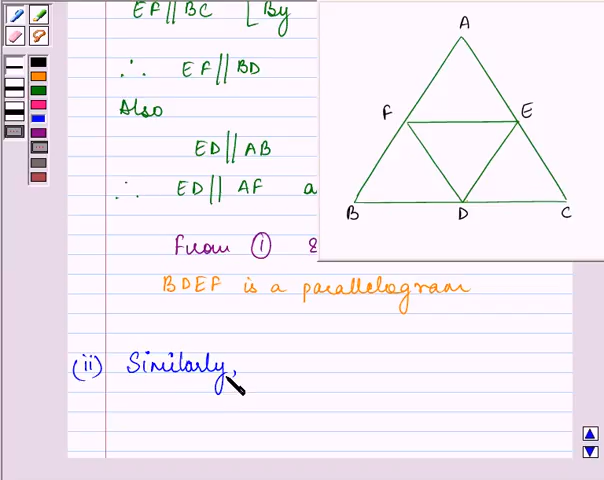 EF || BC [By
∴ EF || BD
Also
ED || AB
∴ ED || AF a
From ① &
BDEF is a parallelogram
(ii) Similarly,
A
F E
B D C